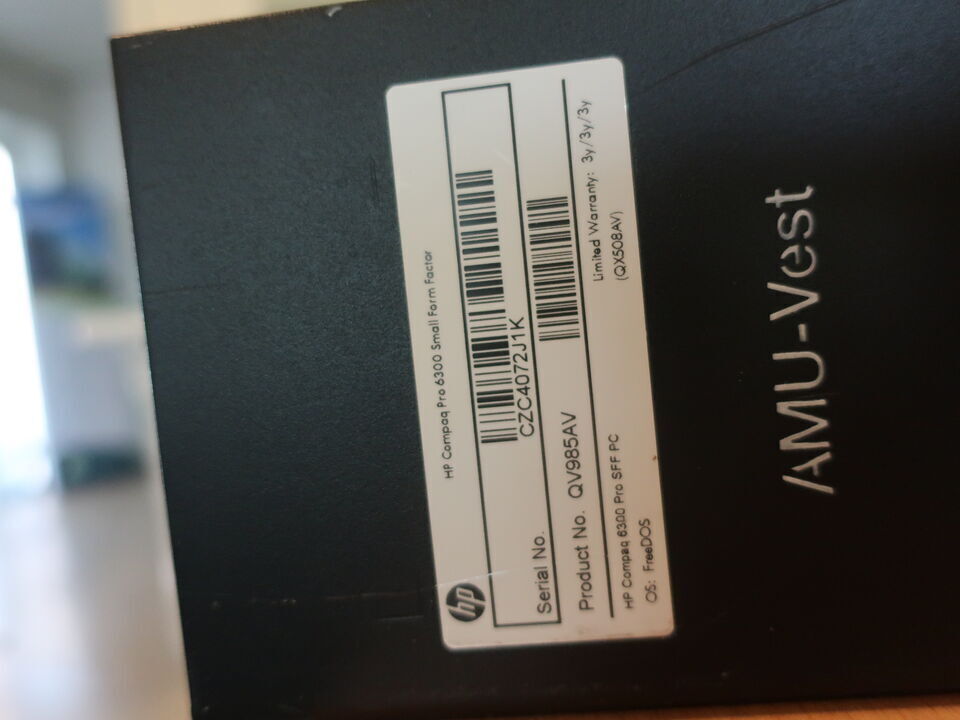 hp
HP Compaq Pro 6300 Small Form Factor
CZC4072J1K
Serial No.
Product No. QV985AV
HP Compaq 6300 Pro SFF PC
Limited Warranty: 3y/3y/3y
OS: FreeDOS
(QX508AV)
AMU-Vest